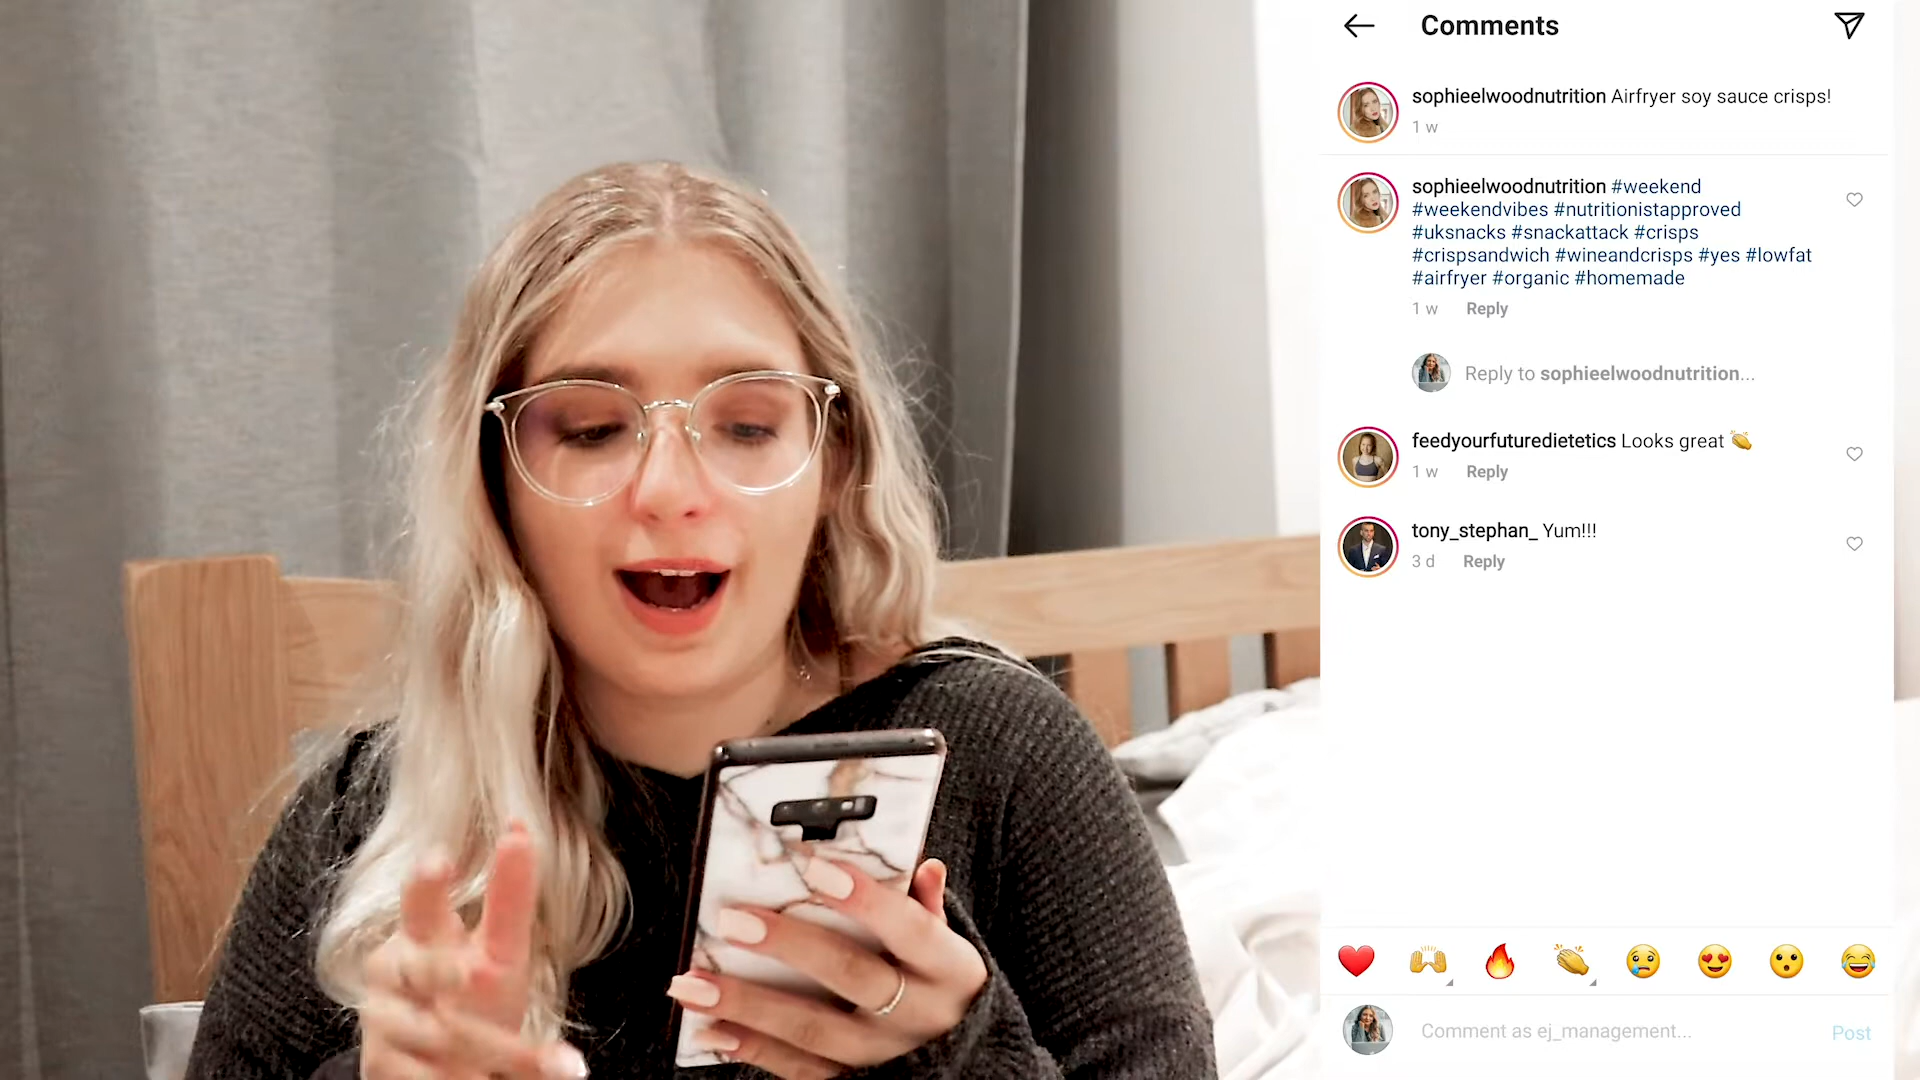 Comments
sophieelwoodnutrition Airfryer soy sauce crisps!
1 w
sophieelwoodnutrition #weekend
#weekendvibes #nutritionistapproved
#uksnacks #snackattack #crisps
#crispsandwich #wineandcrisps #yes #lowfat
#airfryer #organic #homemade
1 w Reply
Reply to sophieelwoodnutrition...
feedyourfuturedietetics Looks great 👏
1 w Reply
tony_stephan_ Yum!!!
3 d Reply
❤️ 🙌 🔥 👏 😢 😍 😮 😂
Comment as ej_management... Post